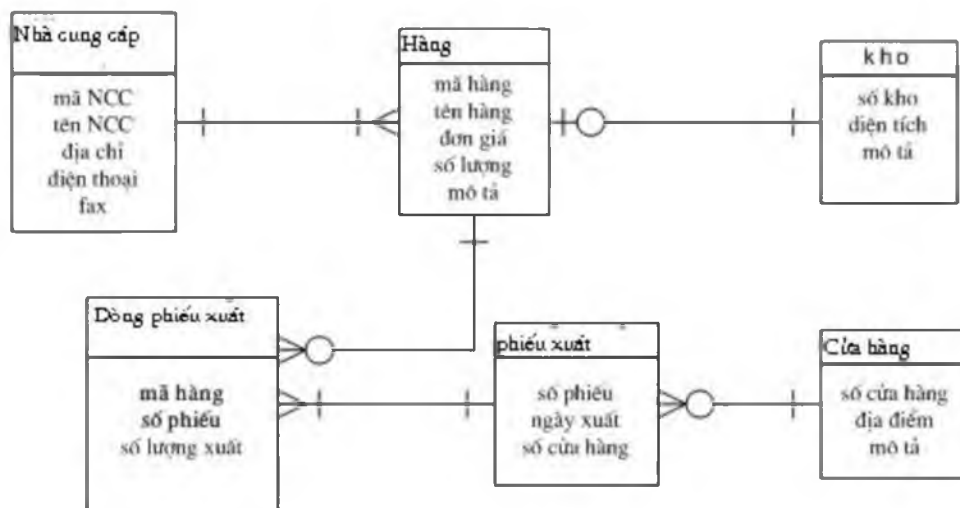 Nhà cung cấp
mã NCC
tên NCC
địa chỉ
điện thoại
fax
Hàng
mã hàng
tên hàng
đơn giá
số lượng
mô tả
kho
số kho
diện tích
mô tả
Dòng phiếu xuất
mã hàng
số phiếu
số lượng xuất
phiếu xuất
số phiếu
ngày xuất
số cửa hàng
Cửa hàng
số cửa hàng
địa điểm
mô tả